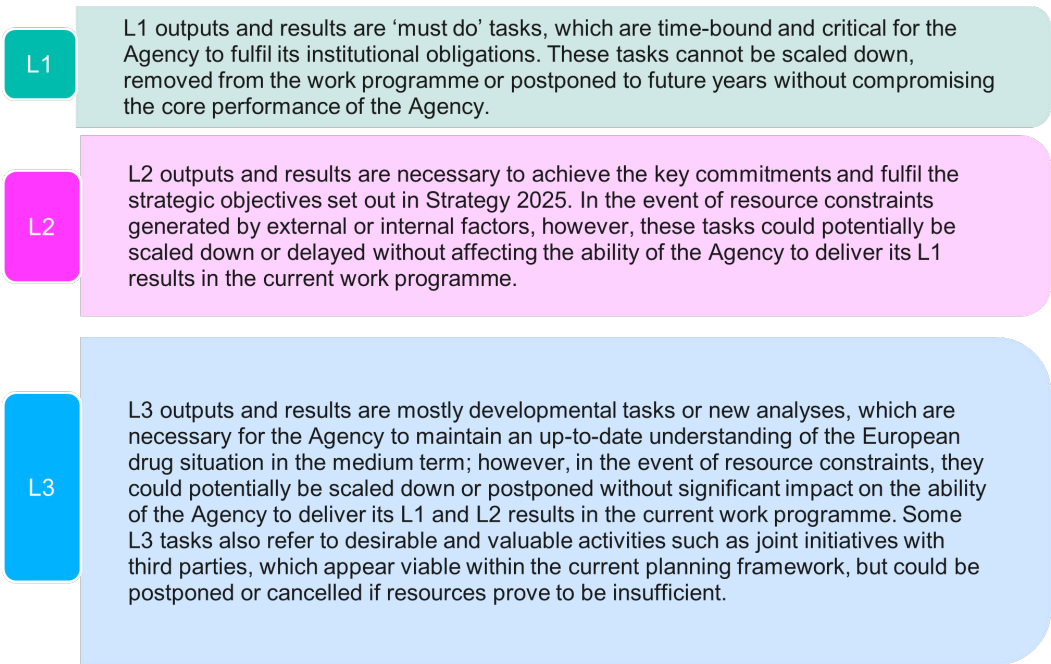 L1
L1 outputs and results are ‘must do’ tasks, which are time-bound and critical for the
Agency to fulfil its institutional obligations. These tasks cannot be scaled down,
removed from the work programme or postponed to future years without compromising
the core performance of the Agency.
L2
L2 outputs and results are necessary to achieve the key commitments and fulfil the
strategic objectives set out in Strategy 2025. In the event of resource constraints
generated by external or internal factors, however, these tasks could potentially be
scaled down or delayed without affecting the ability of the Agency to deliver its L1
results in the current work programme.
L3
L3 outputs and results are mostly developmental tasks or new analyses, which are
necessary for the Agency to maintain an up-to-date understanding of the European
drug situation in the medium term; however, in the event of resource constraints, they
could potentially be scaled down or postponed without significant impact on the ability
of the Agency to deliver its L1 and L2 results in the current work programme. Some
L3 tasks also refer to desirable and valuable activities such as joint initiatives with
third parties, which appear viable within the current planning framework, but could be
postponed or cancelled if resources prove to be insufficient.